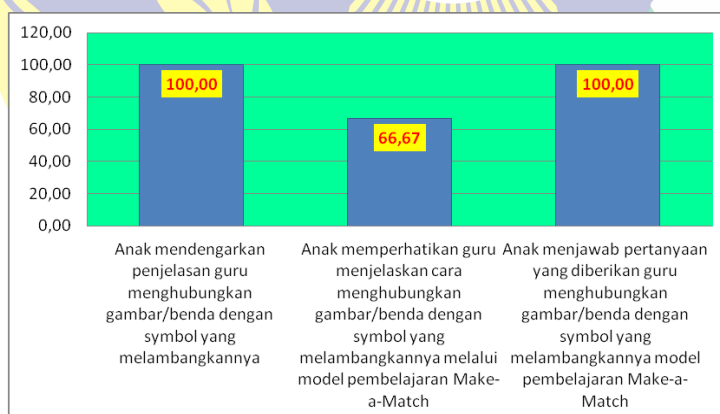 120,00
100,00
80,00
60,00
40,00
20,00
0,00
100,00
66,67
100,00
Anak mendengarkan
penjelasan guru
menghubungkan
gambar/benda dengan
symbol yang
melambangkannya
Anak memperhatikan guru
menjelaskan cara
menghubungkan
gambar/benda dengan
symbol yang
melambangkannya melalui
model pembelajaran Make-
a-Match
Anak menjawab pertanyaan
yang diberikan guru
menghubungkan
gambar/benda dengan
symbol yang
melambangkannya model
pembelajaran Make-a-
Match